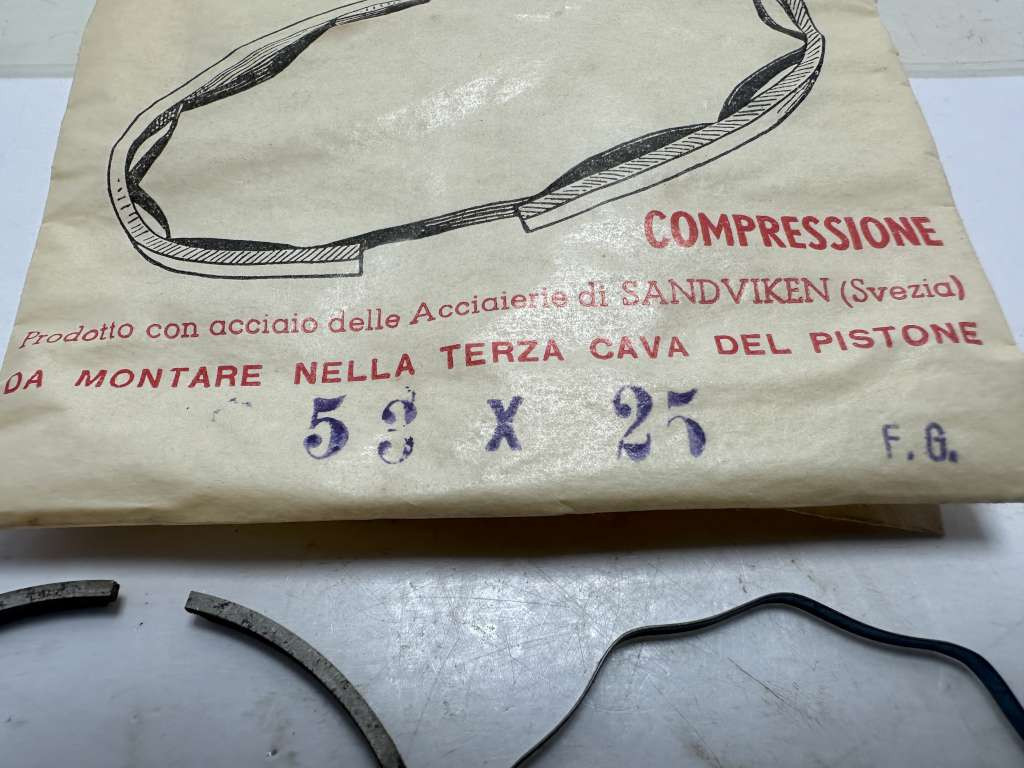 COMPRESSIONE
Prodotto con acciaio delle Acciaierie di SANDVIKEN (Svezia)
DA MONTARE NELLA TERZA CAVA DEL PISTONE
53 X 25
F. G.